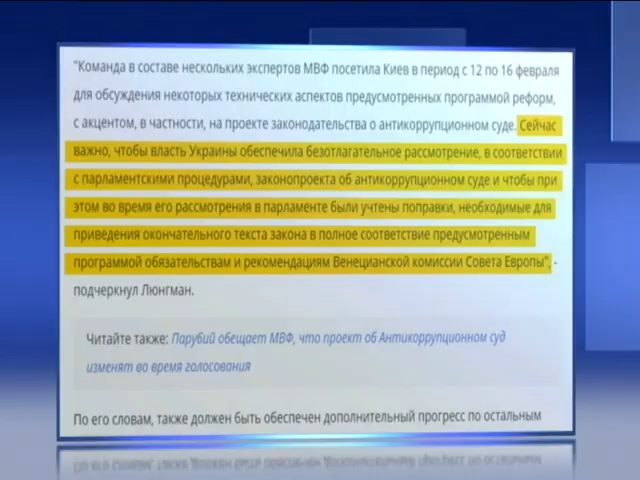 "Команда в составе нескольких экспертов МВФ посетила Киев в период с 12 по 16 февраля
для обсуждения некоторых технических аспектов предусмотренных программой реформ,
с акцентом, в частности, на проекте законодательства о антикоррупционном суде. Сейчас
важно, чтобы власть Украины обеспечила безотлагательное рассмотрение, в соответствии
с парламентскими процедурами, законопроекта об антикоррупционном суде и чтобы при
этом во время его рассмотрения в парламенте были учтены поправки, необходимые для
приведения окончательного текста закона в полное соответствие предусмотренным
программой обязательствам и рекомендациям Венецианской комиссии Совета Европы", -
подчеркнул Люнгман.
Читайте также: Парубий обещает МВФ, что проект об Антикоррупционном суд
изменят во время голосования
По его словам, также должен быть обеспечен дополнительный прогресс по остальным